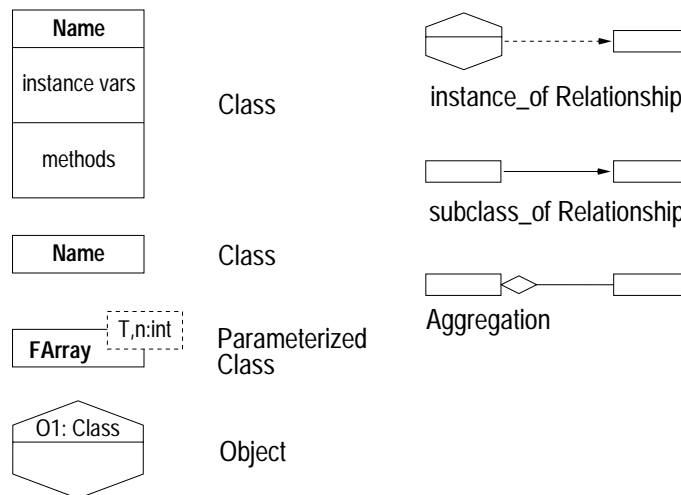 Name
instance vars
methods
Class
Name
Class
T,n:int
FArray
Parameterized
Class
O1: Class
Object
instance_of Relationship
subclass_of Relationship
Aggregation